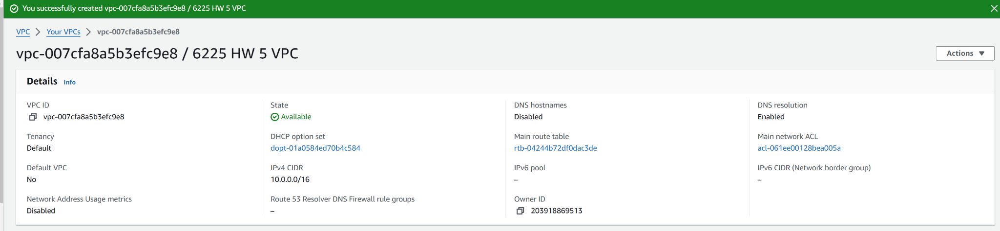 You successfully created vpc-007cfa8a5b3efc9e8 / 6225 HW 5 VPC
VPC > Your VPCs > vpc-007cfa8a5b3efc9e8
vpc-007cfa8a5b3efc9e8 / 6225 HW 5 VPC
Actions
Details Info
VPC ID
vpc-007cfa8a5b3efc9e8
State
Available
DNS hostnames
Disabled
DNS resolution
Enabled
Tenancy
Default
DHCP option set
dopt-01a0584ed70b4c584
Main route table
rtb-04244b72df0dac3de
Main network ACL
acl-061ee00128bea005a
Default VPC
No
IPv4 CIDR
10.0.0.0/16
IPv6 pool
–
IPv6 CIDR (Network border group)
–
Network Address Usage metrics
Disabled
Route 53 Resolver DNS Firewall rule groups
–
Owner ID
203918869513